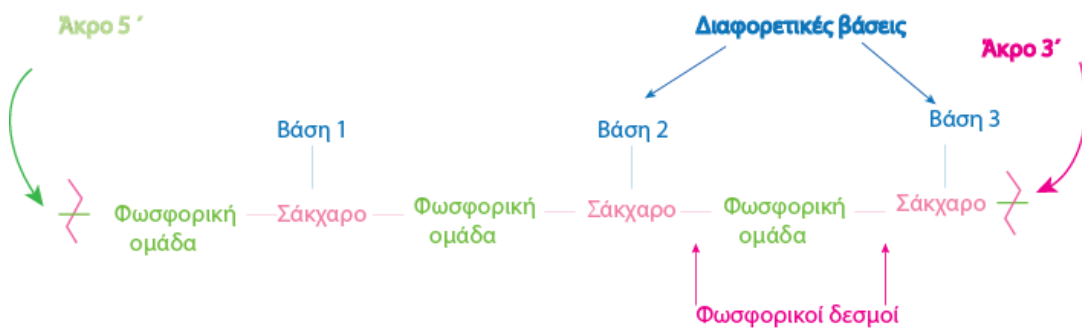 Άκρο 5 ΄
Διαφορετικές βάσεις
Άκρο 3΄
Βάση 1
Βάση 2
Βάση 3
Φωσφορική
ομάδα
Σάκχαρο
Φωσφορική
ομάδα
Σάκχαρο
Φωσφορική
ομάδα
Σάκχαρο
Φωσφορικοί δεσμοί